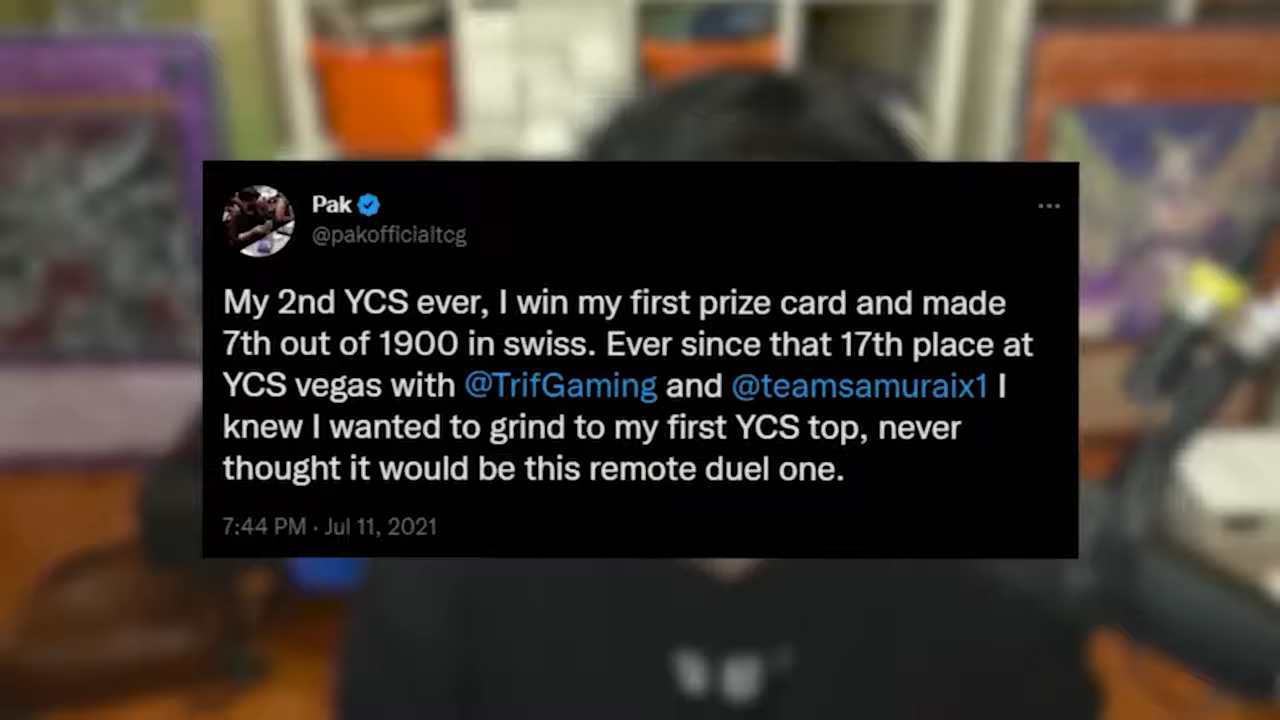 Pak
@pakofficialtcg
My 2nd YCS ever, I win my first prize card and made
7th out of 1900 in swiss. Ever since that 17th place at
YCS vegas with @TrifGaming and @teamsamuraix1 I
knew I wanted to grind to my first YCS top, never
thought it would be this remote duel one.
7:44 PM · Jul 11, 2021